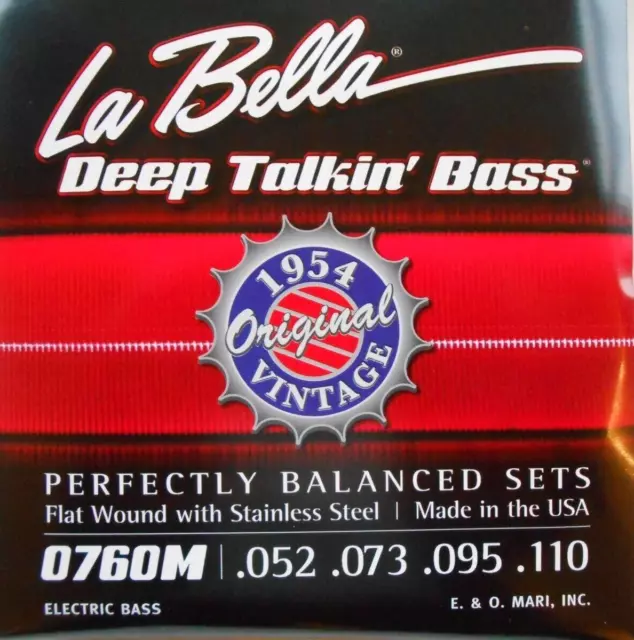 La Bella®
Deep Talkin' Bass®
1954
Original
VINTAGE
PERFECTLY BALANCED SETS
Flat Wound with Stainless Steel | Made in the USA
0760M | .052 .073 .095 .110
ELECTRIC BASS E. & O. MARI, INC.